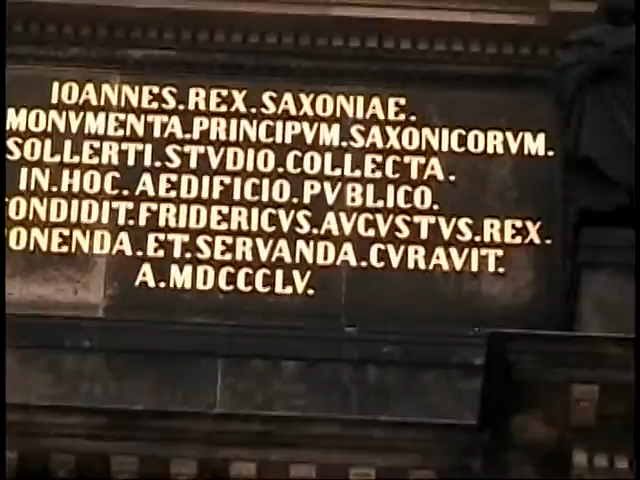 IOANNES.REX.SAXONIAE.
MONVMENTA.PRINCIPVM.SAXONICORVM.
SOLLERTI.STVDIO.COLLECTA.
IN.HOC.AEDIFICIO.PVBLICO.
ONDIDIT.FRIDERICVS.AVGVSTVS.REX.
ONENDA.ET.SERVANDA.CVRAVIT.
A.MDCCCLV.